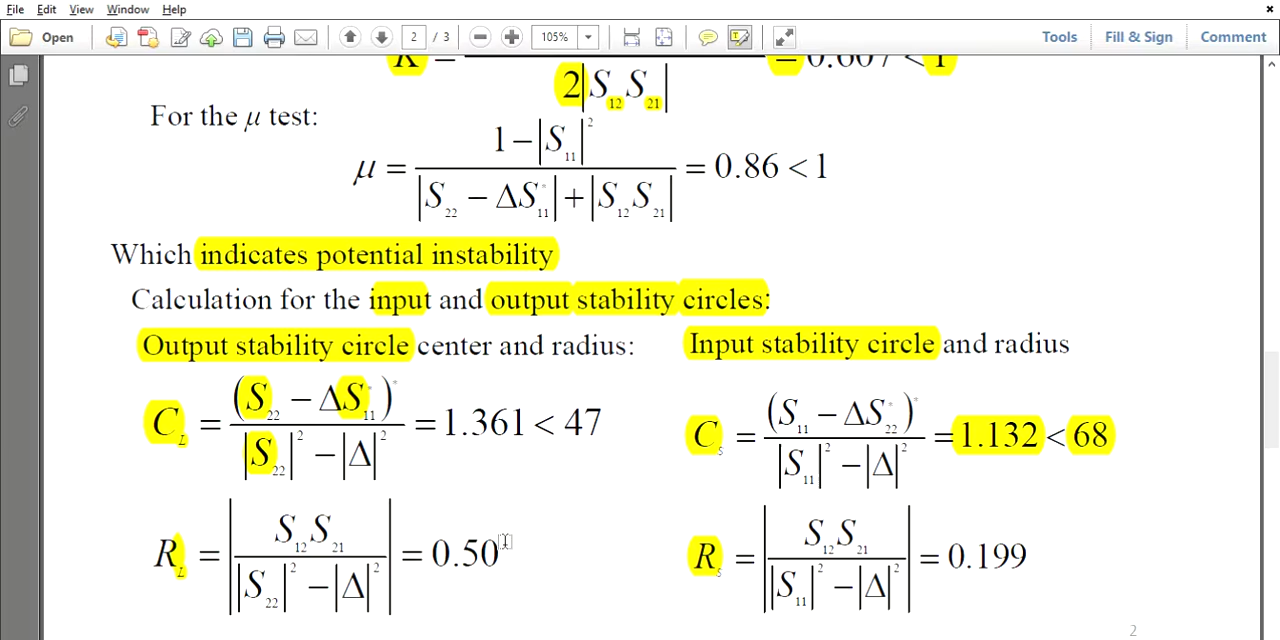 File Edit View Window Help
Open 2 / 3 105% Tools Fill & Sign Comment
K = 2|S₁₂S₂₁| = 0.607 < 1
For the μ test:
μ = (1−|S₁₁|²) / (|S₂₂ − ΔS₁₁*| + |S₁₂S₂₁|) = 0.86 < 1
Which indicates potential instability
Calculation for the input and output stability circles:
Output stability circle center and radius:
Input stability circle and radius
C_L = (S₂₂ − ΔS₁₁*)* / (|S₂₂|² − |Δ|²) = 1.361 < 47
C_s = (S₁₁ − ΔS₂₂*)* / (|S₁₁|² − |Δ|²) = 1.132 < 68
R_L = |S₁₂S₂₁ / (|S₂₂|² − |Δ|²)| = 0.50
R_s = |S₁₂S₂₁ / (|S₁₁|² − |Δ|²)| = 0.199
2